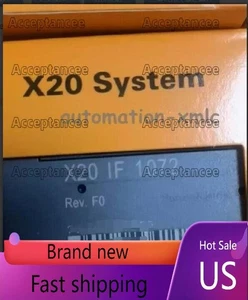 Acceptancee
Acceptancee
X20 System
Acceptancee
Acceptancee
automation.xmlc
Acceptancee
Acceptancee
X20 IF 1072
Acceptancee
Acceptancee
Rev. F0
Acceptancee
Brand new
Fast shipping
Hot Sale
US